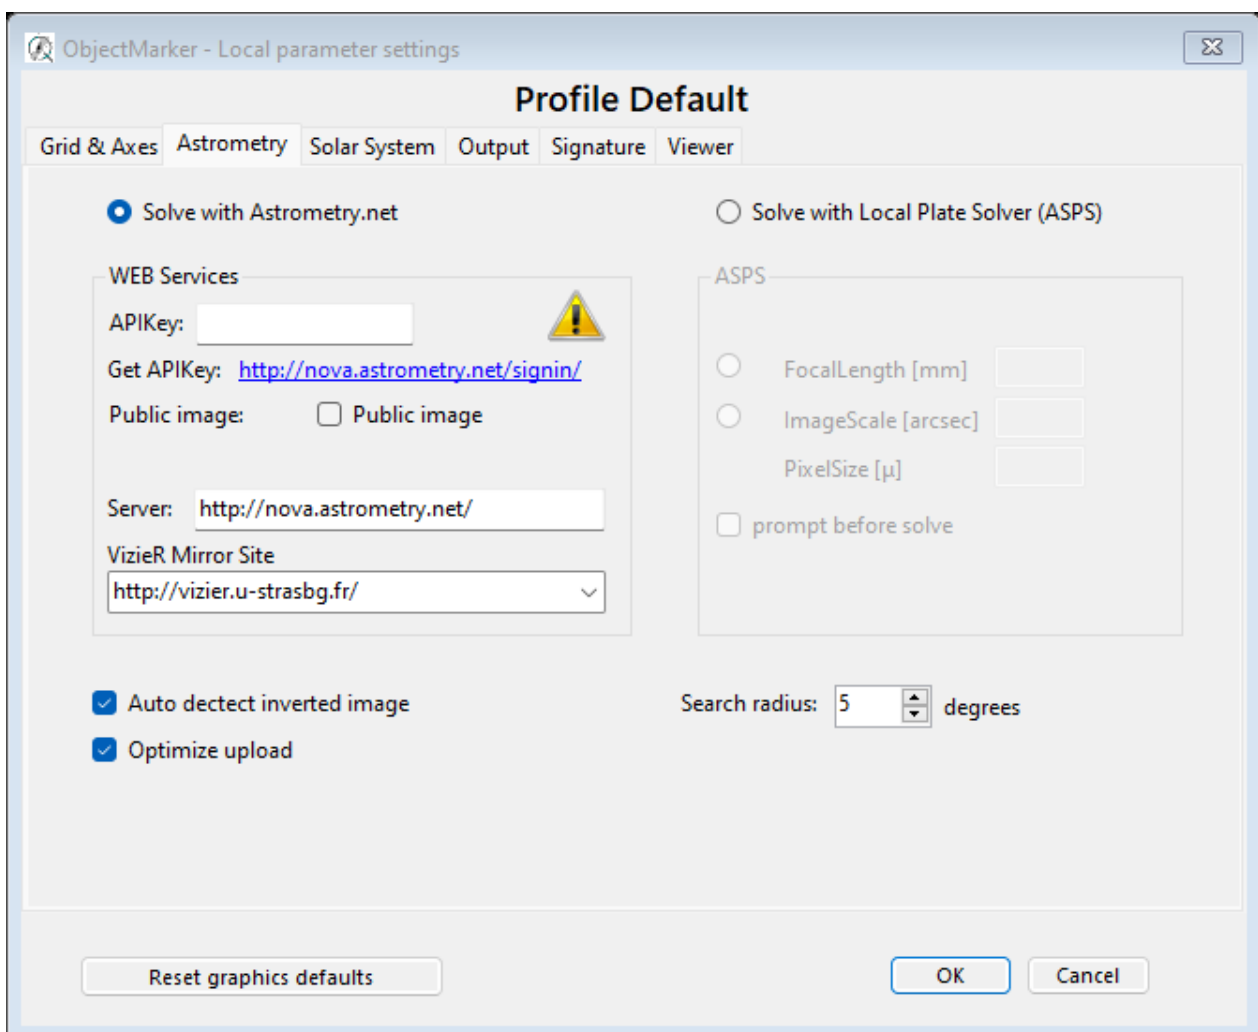 ObjectMarker - Local parameter settings
Profile Default
Grid & Axes Astrometry Solar System Output Signature Viewer
Solve with Astrometry.net
Solve with Local Plate Solver (ASPS)
WEB Services
APIKey:
Get APIKey: http://nova.astrometry.net/signin/
Public image: Public image
Server: http://nova.astrometry.net/
VizieR Mirror Site
http://vizier.u-strasbg.fr/
ASPS
FocalLength [mm]
ImageScale [arcsec]
PixelSize [µ]
prompt before solve
Auto dectect inverted image
Optimize upload
Search radius: 5 degrees
Reset graphics defaults
OK
Cancel